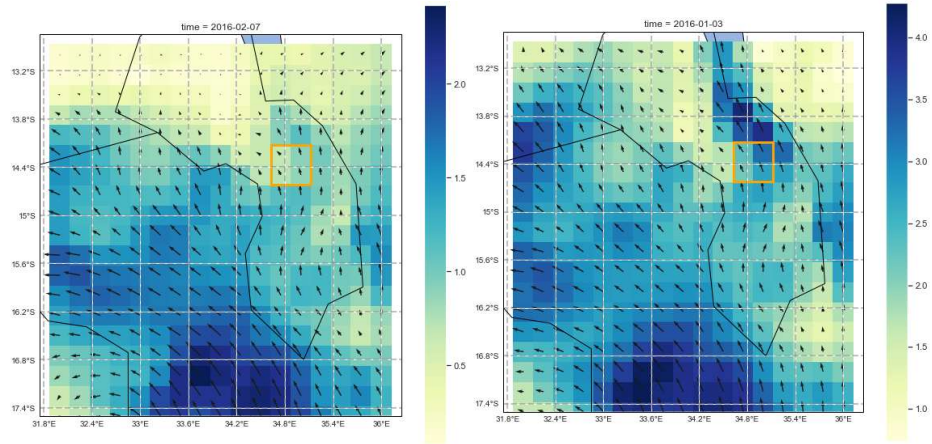 time = 2016-02-07
13.2°S
13.8°S
14.4°S
15°S
15.6°S
16.2°S
16.8°S
17.4°S
31.8°E
32.4°E
33°E
33.6°E
34.2°E
34.8°E
35.4°E
36°E
2.0
1.5
1.0
0.5
time = 2016-01-03
13.2°S
13.8°S
14.4°S
15°S
15.6°S
16.2°S
16.8°S
17.4°S
31.8°E
32.4°E
33°E
33.6°E
34.2°E
34.8°E
35.4°E
36°E
4.0
3.5
3.0
2.5
2.0
1.5
1.0